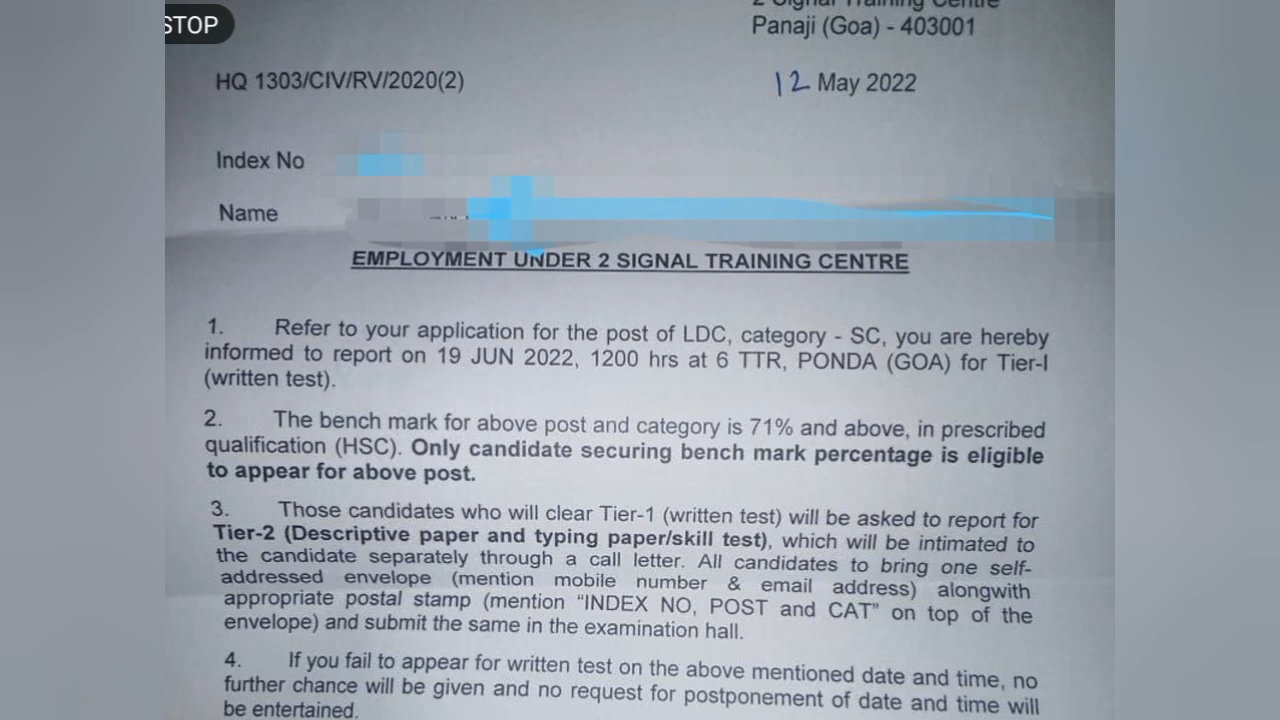 STOP
2 Signal Training Centre
Panaji (Goa) - 403001
HQ 1303/CIV/RV/2020(2)
12 May 2022
Index No
Name
EMPLOYMENT UNDER 2 SIGNAL TRAINING CENTRE
1. Refer to your application for the post of LDC, category - SC, you are hereby
informed to report on 19 JUN 2022, 1200 hrs at 6 TTR, PONDA (GOA) for Tier-I
(written test).
2. The bench mark for above post and category is 71% and above, in prescribed
qualification (HSC). Only candidate securing bench mark percentage is eligible
to appear for above post.
3. Those candidates who will clear Tier-1 (written test) will be asked to report for
Tier-2 (Descriptive paper and typing paper/skill test), which will be intimated to
the candidate separately through a call letter. All candidates to bring one self-
addressed envelope (mention mobile number & email address) alongwith
appropriate postal stamp (mention “INDEX NO, POST and CAT” on top of the
envelope) and submit the same in the examination hall.
4. If you fail to appear for written test on the above mentioned date and time, no
further chance will be given and no request for postponement of date and time will
be entertained.